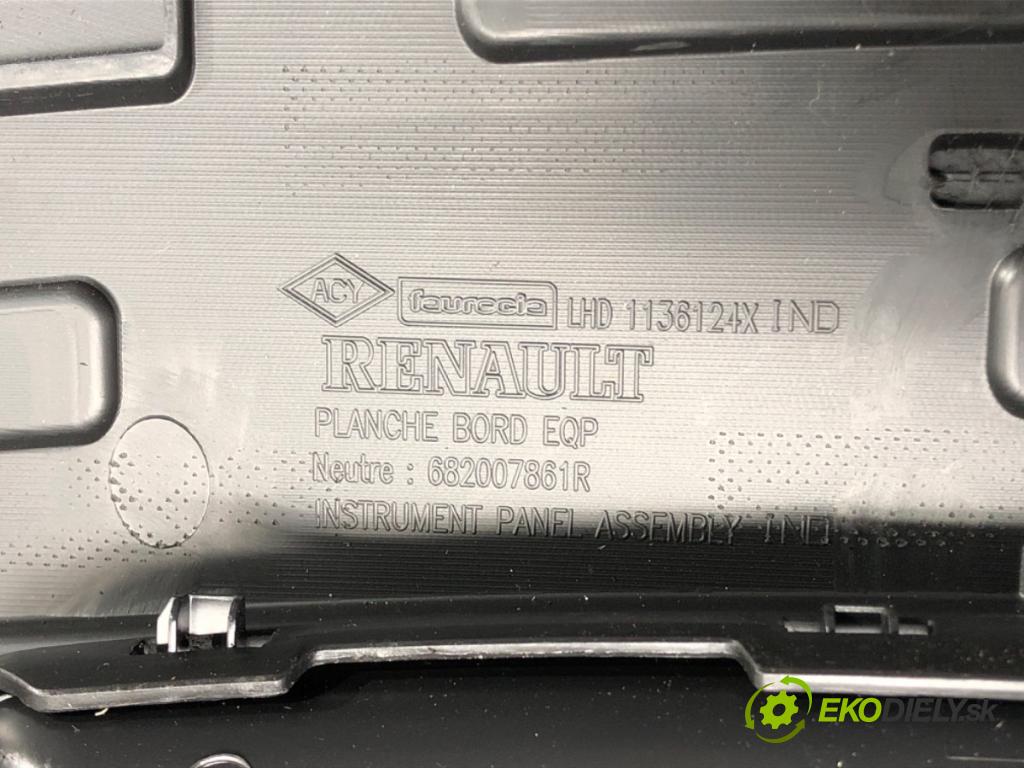 ACY faurecia LHD 1136124X IND
RENAULT
PLANCHE BORD EQP
Neutre : 682007861R
INSTRUMENT PANEL ASSEMBLY IND
EKODIELY.sk